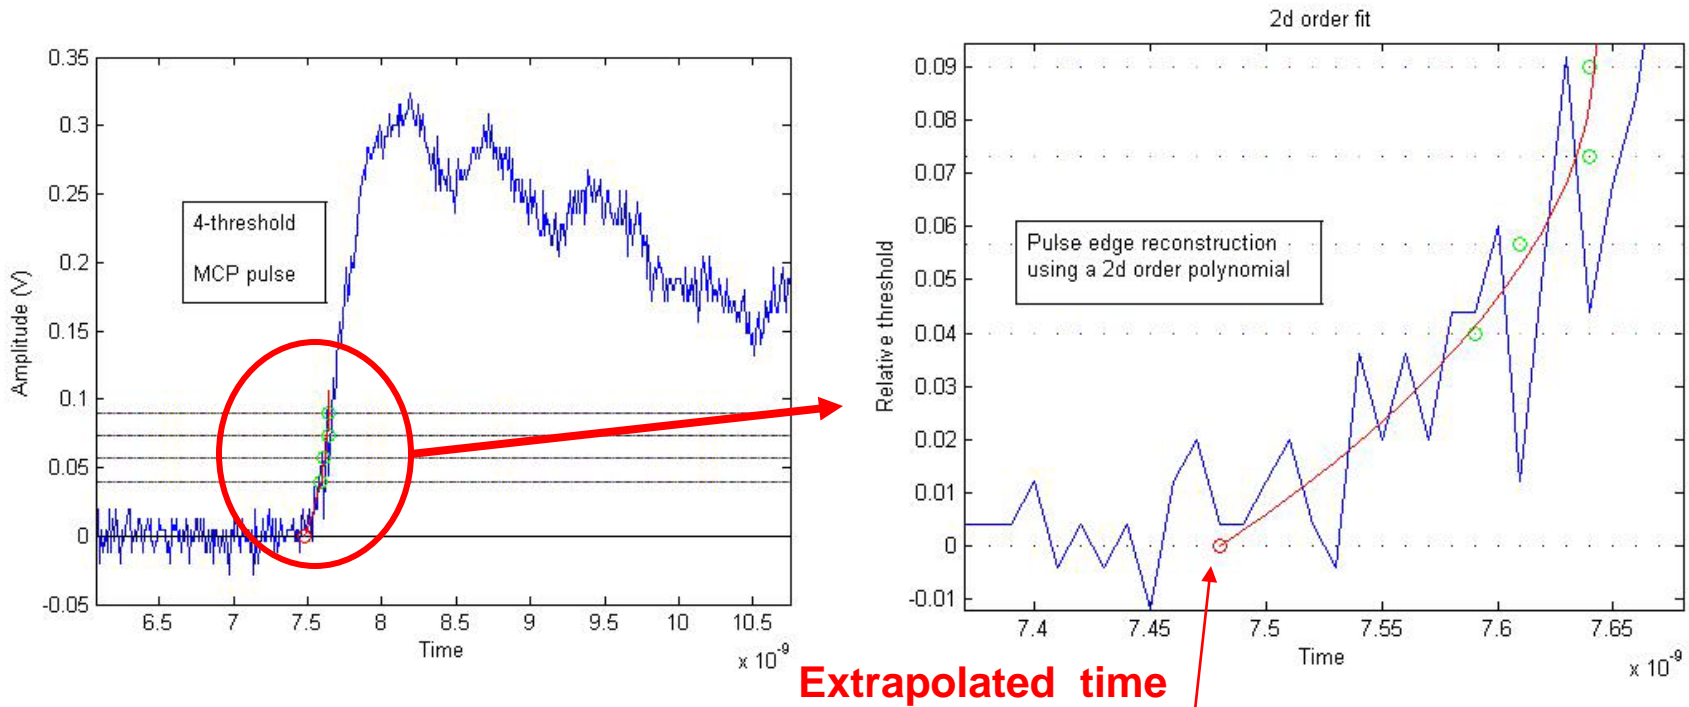 2d order fit
0.35
0.3
0.25
0.2
0.15
0.1
0.05
0
-0.05
Amplitude (V)
4-threshold
MCP pulse
6.5
7
7.5
8
8.5
9
9.5
10
10.5
Time
x 10-9
0.09
0.08
0.07
0.06
0.05
0.04
0.03
0.02
0.01
0
-0.01
Relative threshold
Pulse edge reconstruction
using a 2d order polynomial
7.4
7.45
7.5
7.55
7.6
7.65
Time
x 10-9
Extrapolated time